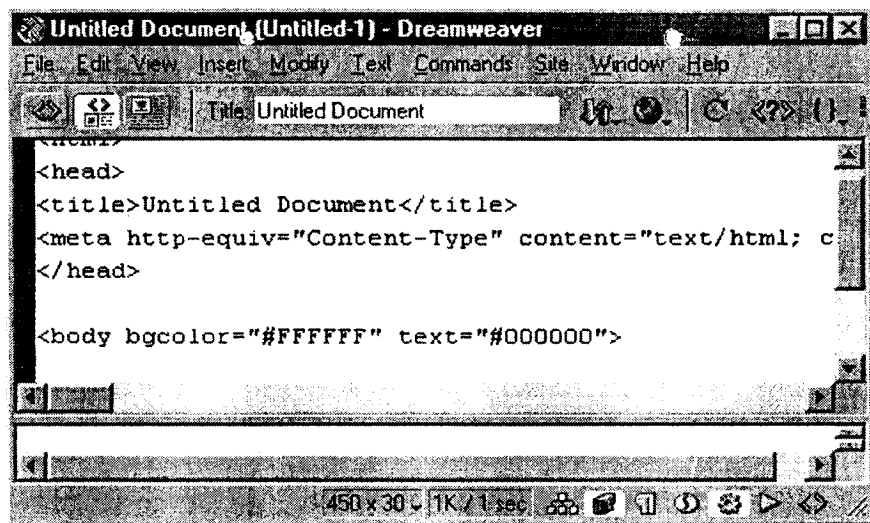 Untitled Document (Untitled-1) - Dreamweaver
File Edit View Insert Modify Text Commands Site Window Help
Title: Untitled Document
<html>
<head>
<title>Untitled Document</title>
<meta http-equiv="Content-Type" content="text/html; c
</head>
<body bgcolor="#FFFFFF" text="#000000">
450 x 30 1K / 1 sec